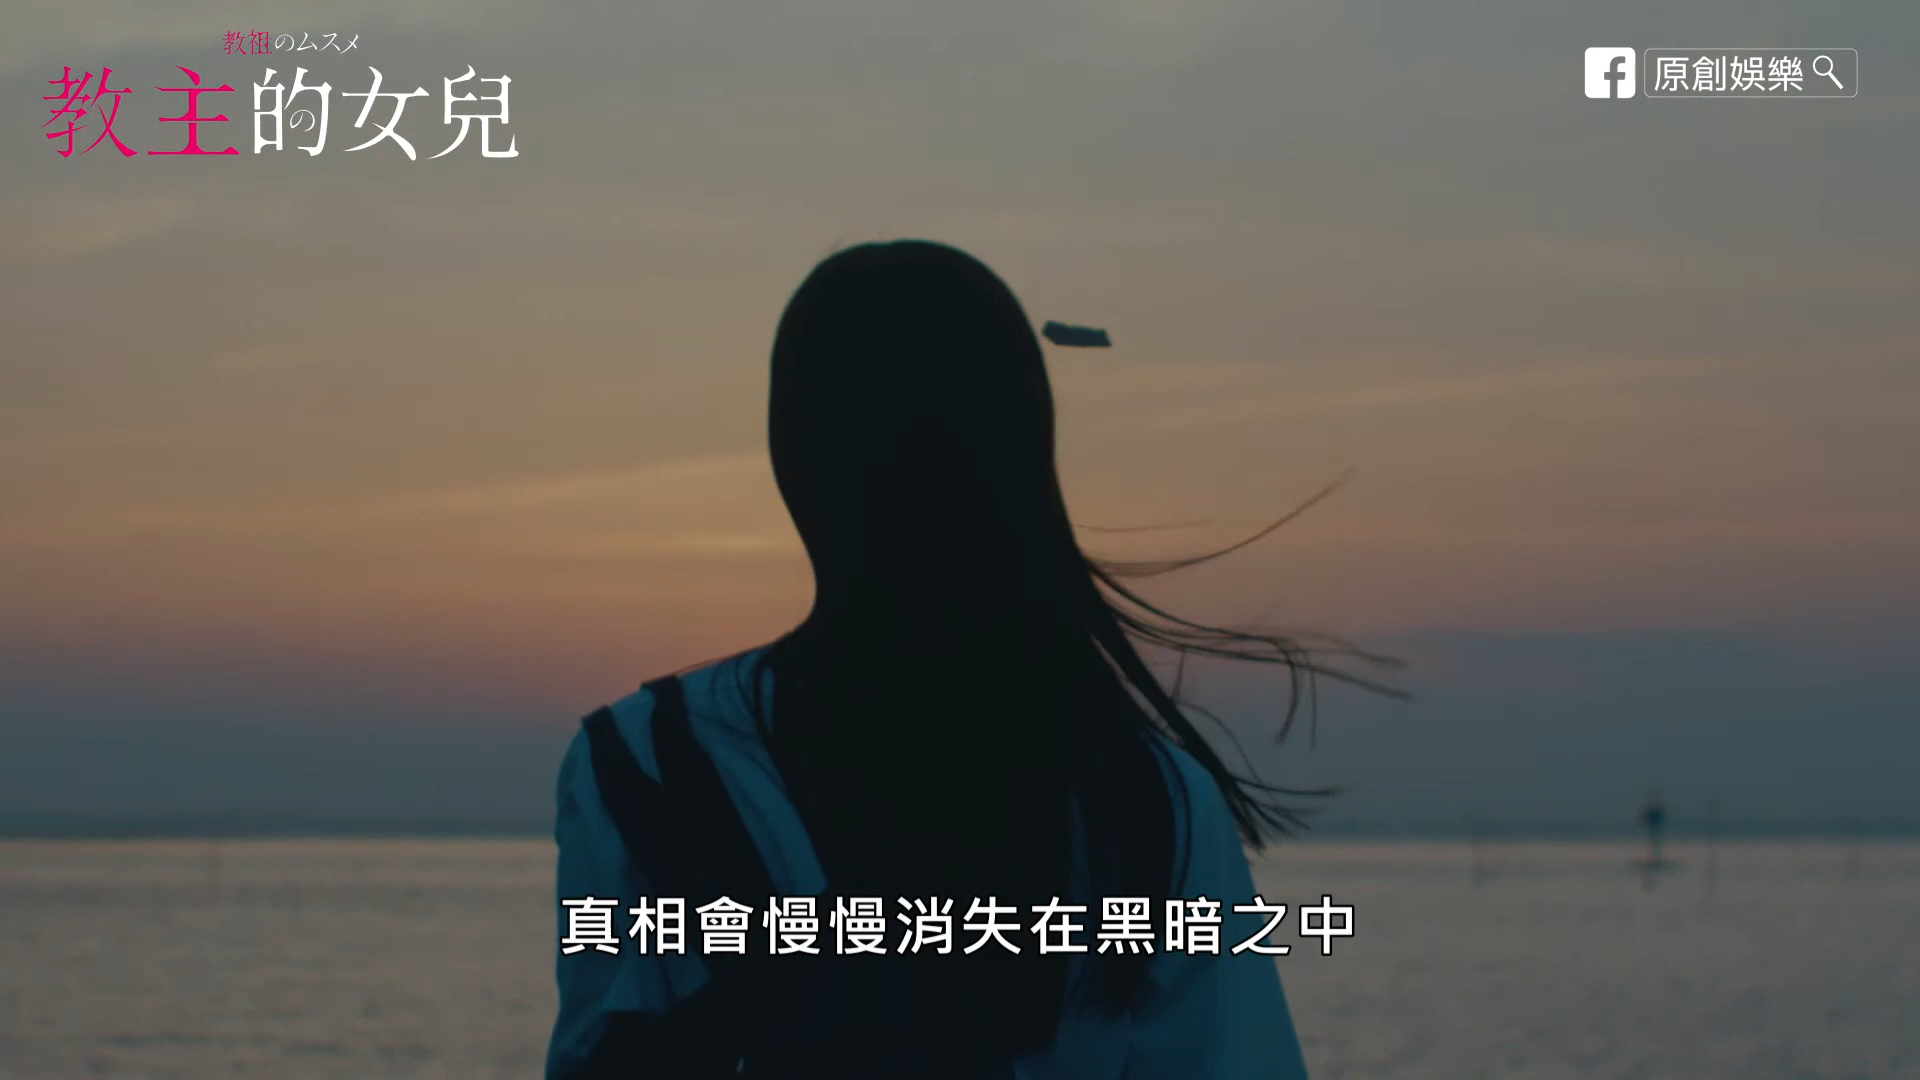 教祖のムスメ
教主的女兒
の
原創娛樂
真相會慢慢消失在黑暗之中